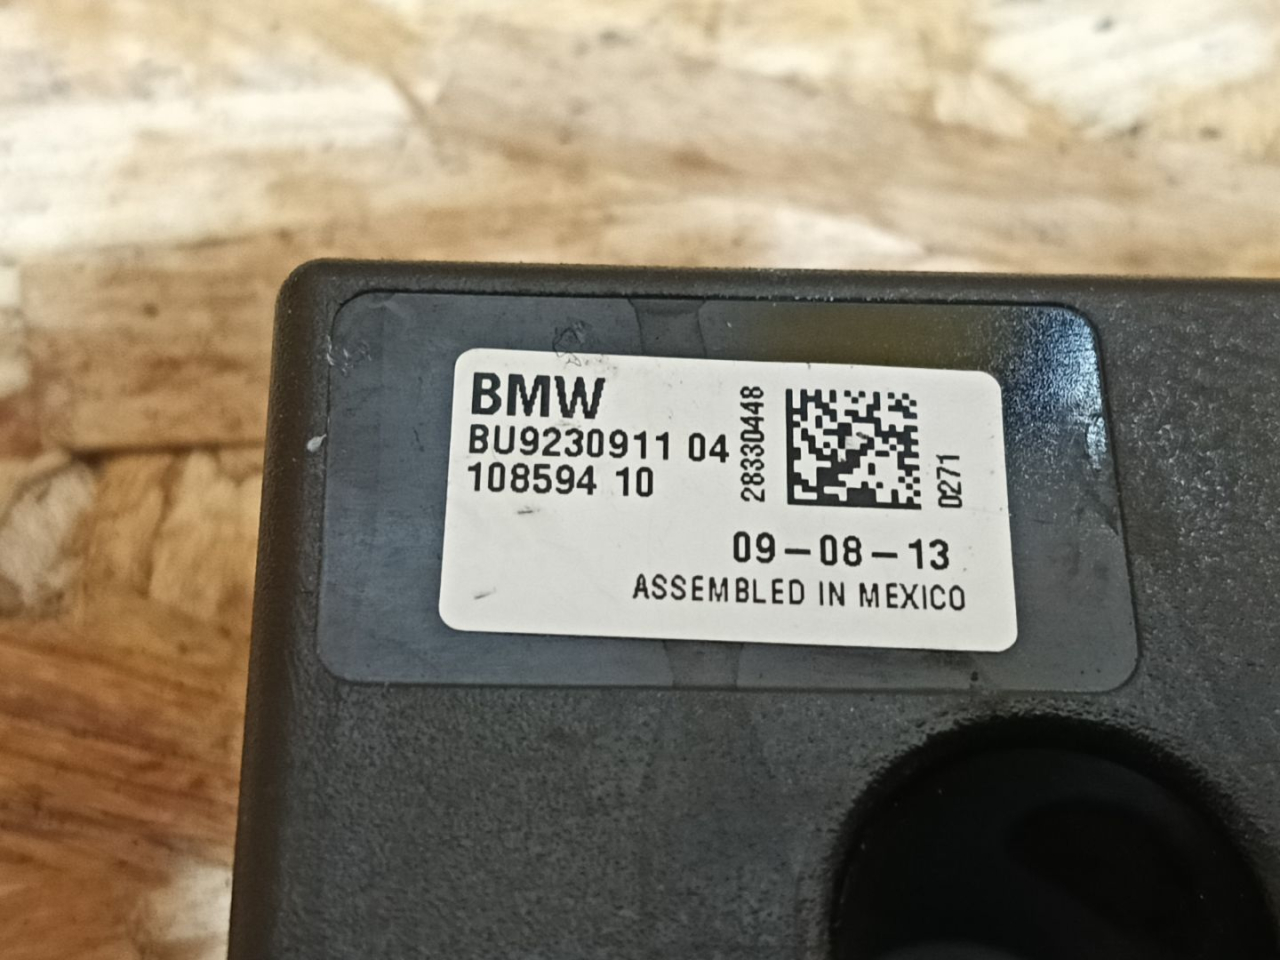 BMW
BU9230911 04
108594 10
28330448
0271
09-08-13
ASSEMBLED IN MEXICO